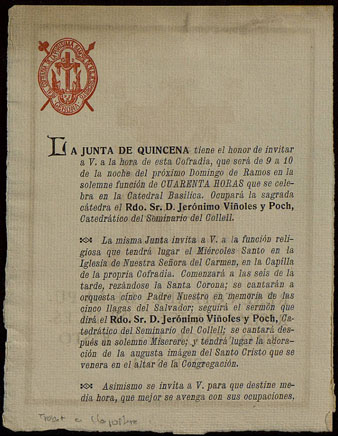 LA JUNTA DE QUINCENA tiene el honor de invitar
a V. a la hora de esta Cofradia, que será de 9 a 10
de la noche del próximo Domingo de Ramos en la
solemne función de CUARENTA HORAS que se cele-
bra en la Catedral Basílica. Ocupará la sagrada
cátedra el Rdo. Sr. D. Jerónimo Viñoles y Poch,
Catedrático del Seminario del Collell.
La misma Junta invita a V. a la función reli-
giosa que tendrá lugar el Miércoles Santo en la
Iglesia de Nuestra Señora del Carmen, en la Capilla
de la propia Cofradia. Comenzará a las seis de la
tarde, rezándose la Santa Corona; se cantarán a
orquesta cinco Padre Nuestro en memoria de las
cinco llagas del Salvador; seguirá el sermón que
dirá el Rdo. Sr. D. Jerónimo Viñoles y Poch, Ca-
tedrático del Seminario del Collell; se cantará des-
pués un solemne Miserere; y tendrá lugar la adora-
ción de la augusta imágen del Santo Cristo que se
venera en el altar de la Congregación.
Asimismo se invita a V. para que destine me-
dia hora, que mejor se avenga con sus ocupaciones,